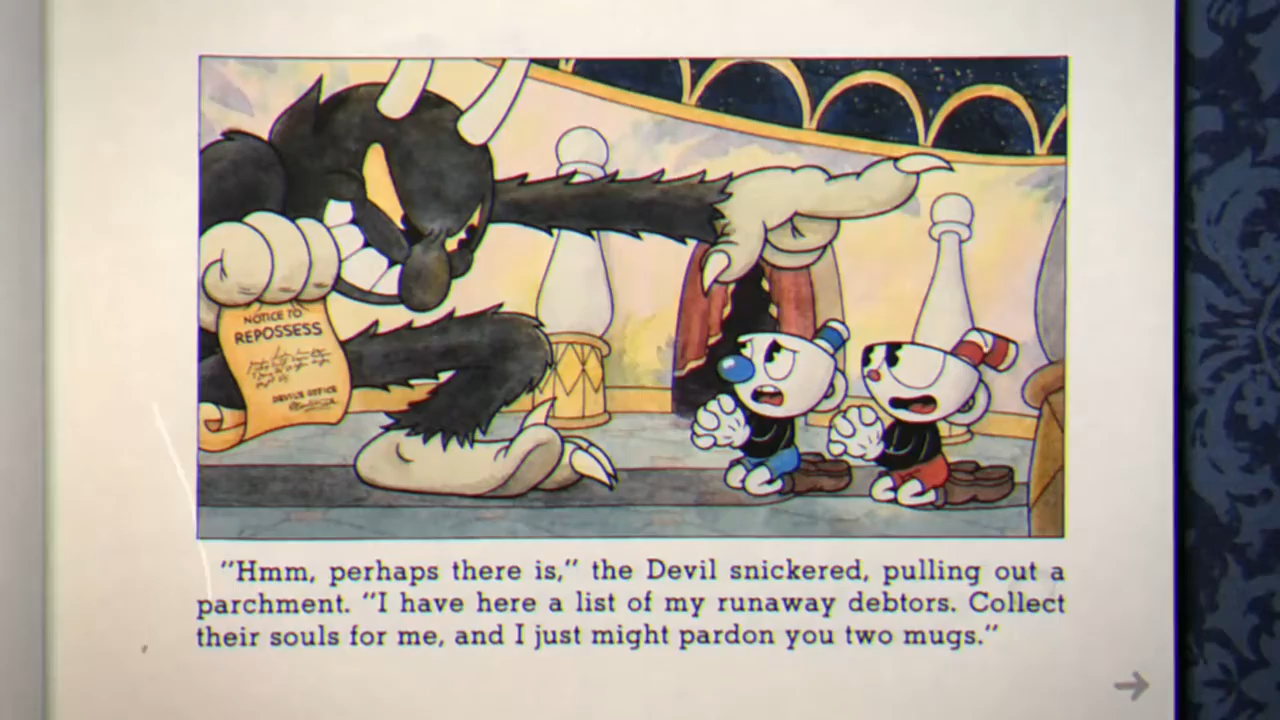 NOTICE TO
REPOSSESS
DEVIL'S OFFICE
"Hmm, perhaps there is," the Devil snickered, pulling out a
parchment. "I have here a list of my runaway debtors. Collect
their souls for me, and I just might pardon you two mugs."